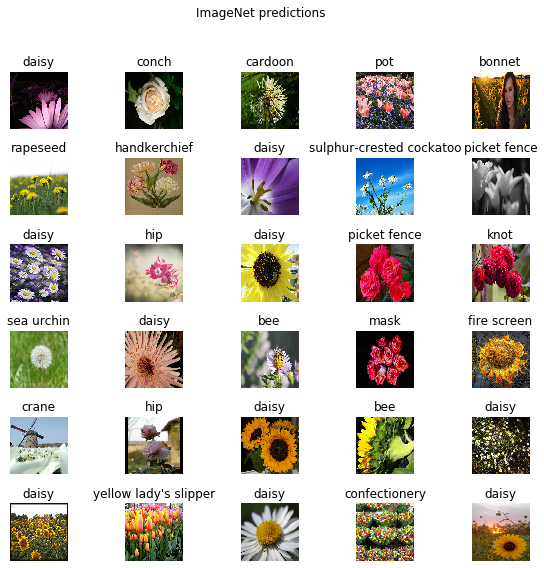 ImageNet predictions
daisy conch cardoon pot bonnet
rapeseed handkerchief daisy sulphur-crested cockatoo picket fence
daisy hip daisy picket fence knot
sea urchin daisy bee mask fire screen
crane hip daisy bee daisy
daisy yellow lady's slipper daisy confectionery daisy